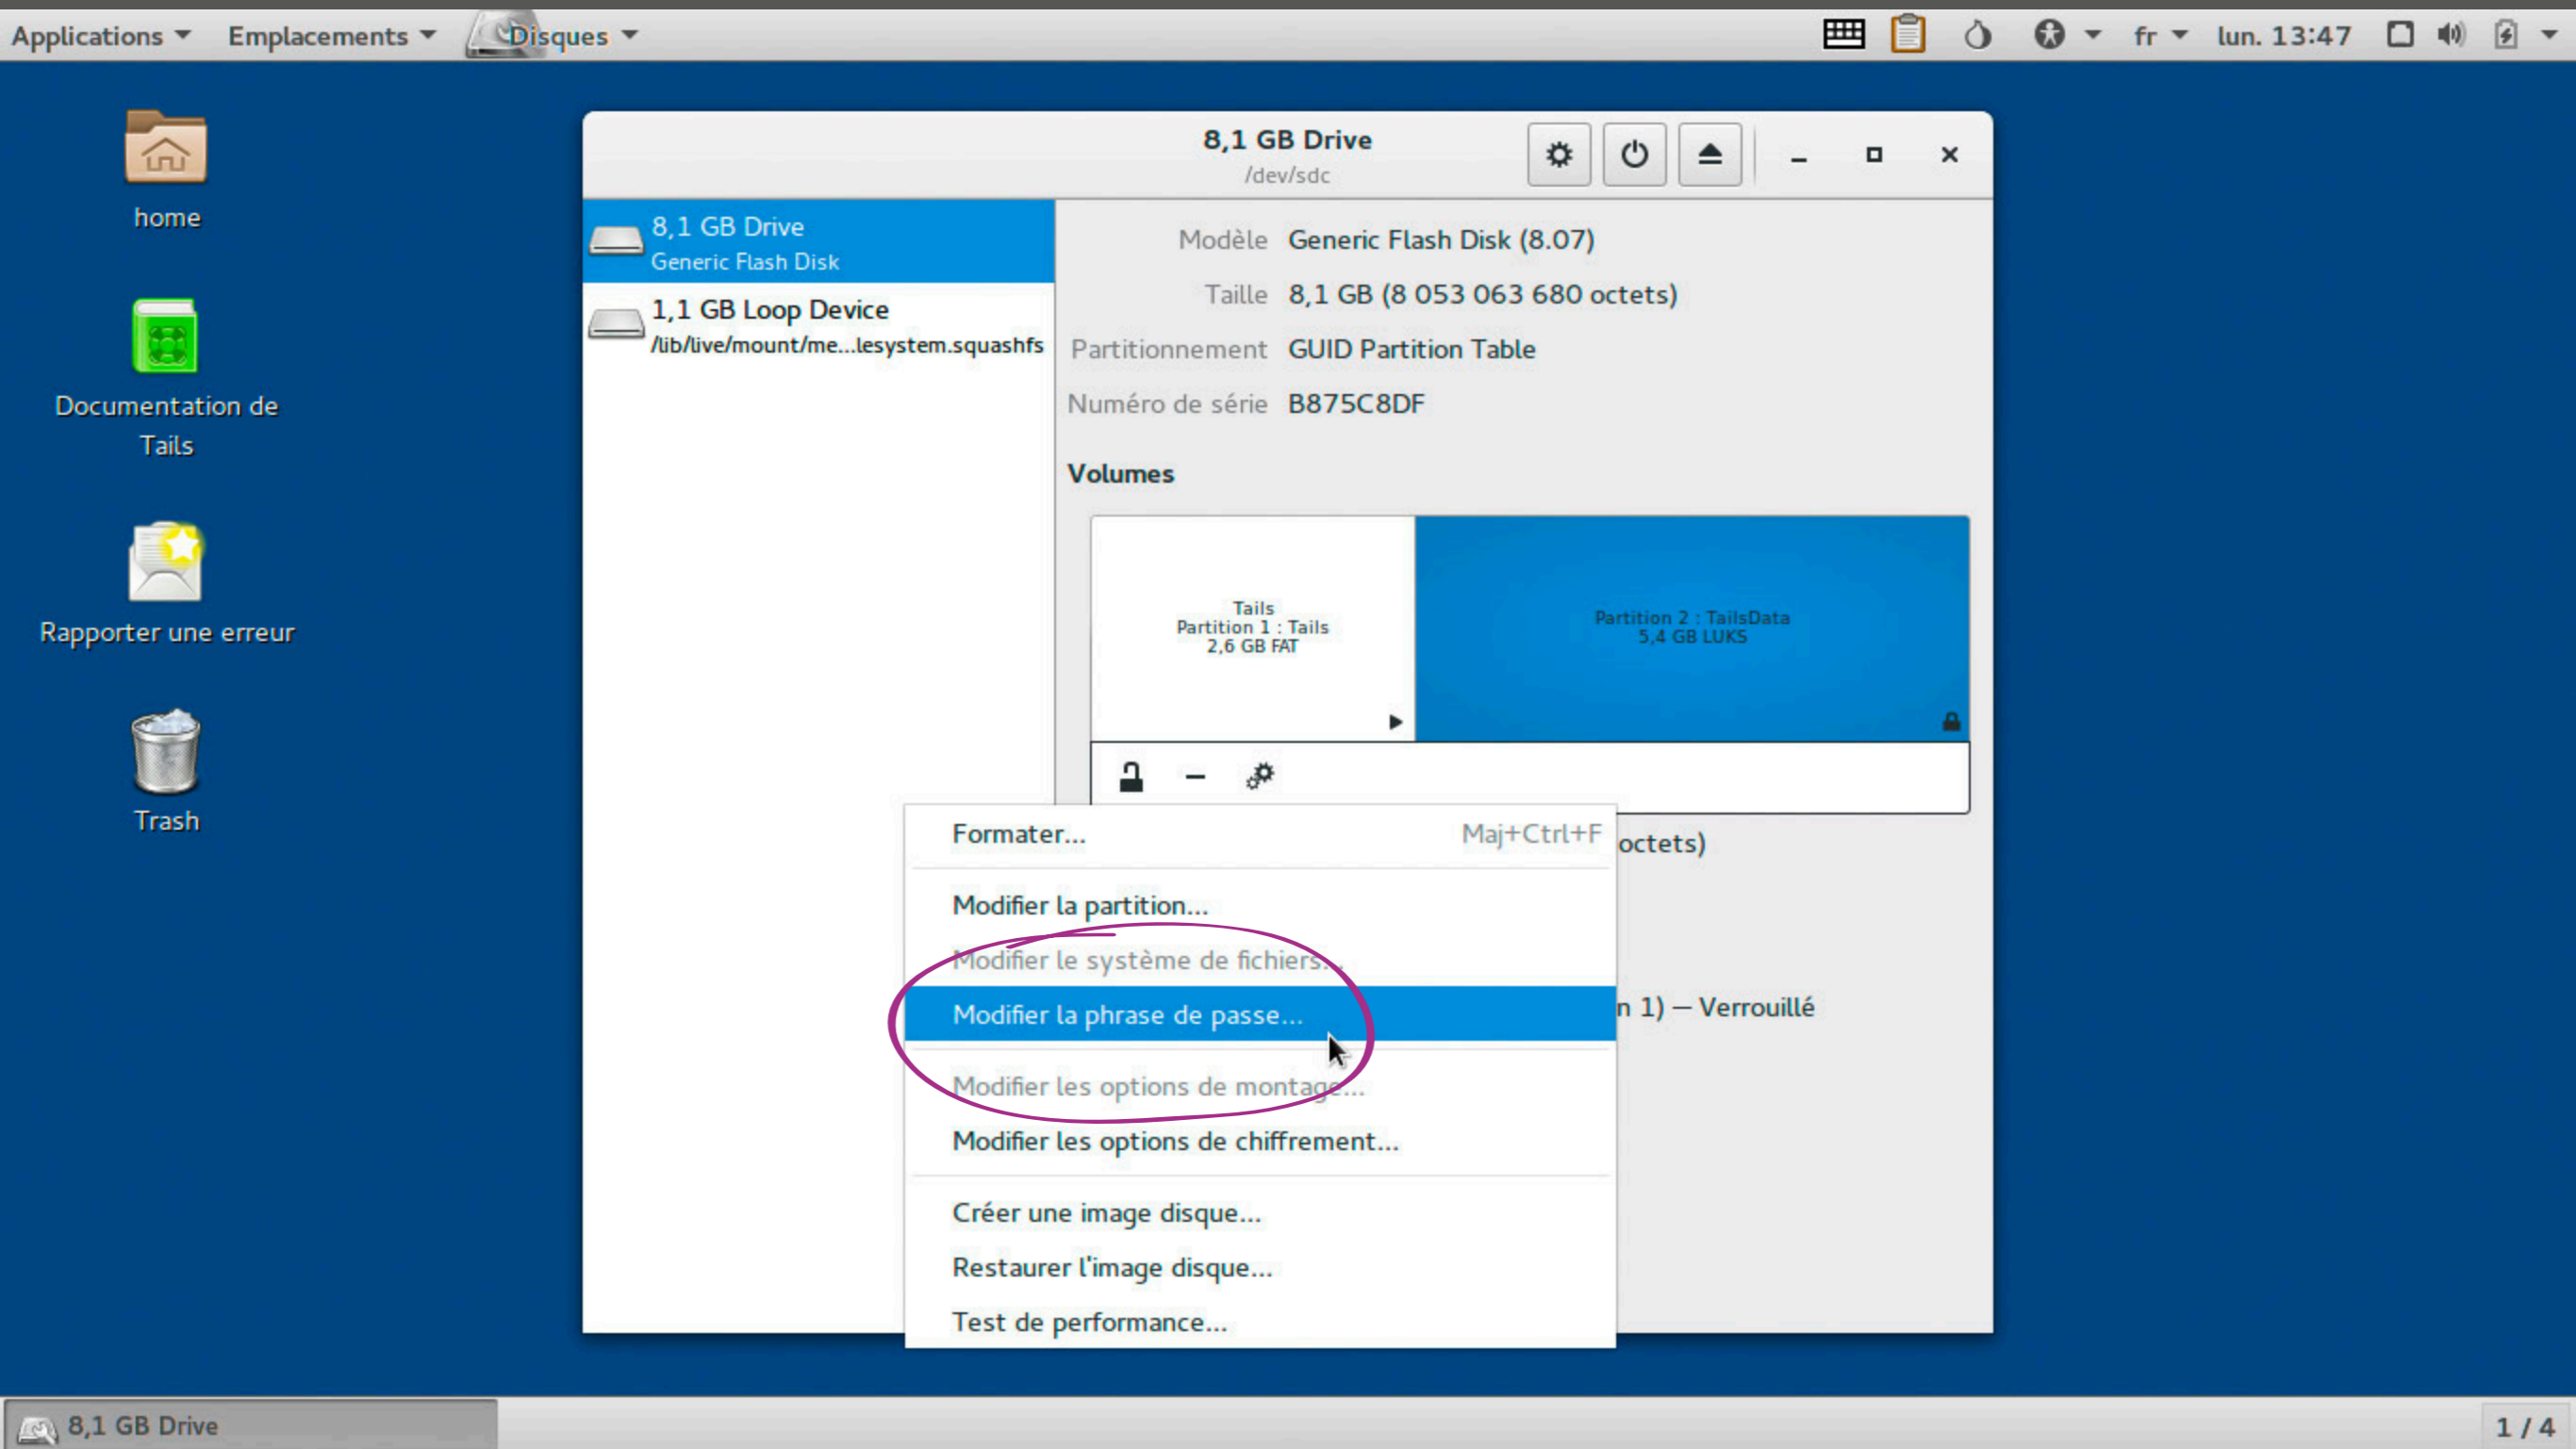 Applications Emplacements Disques fr lun. 13:47
home
Documentation de
Tails
Rapporter une erreur
Trash
8,1 GB Drive
/dev/sdc
8,1 GB Drive
Generic Flash Disk
1,1 GB Loop Device
/lib/live/mount/me...lesystem.squashfs
Modèle Generic Flash Disk (8.07)
Taille 8,1 GB (8 053 063 680 octets)
Partitionnement GUID Partition Table
Numéro de série B875C8DF
Volumes
Tails
Partition 1 : Tails
2,6 GB FAT
Partition 2 : TailsData
5,4 GB LUKS
octets)
n 1) — Verrouillé
Formater... Maj+Ctrl+F
Modifier la partition...
Modifier le système de fichiers...
Modifier la phrase de passe...
Modifier les options de montage...
Modifier les options de chiffrement...
Créer une image disque...
Restaurer l'image disque...
Test de performance...
8,1 GB Drive
1 / 4